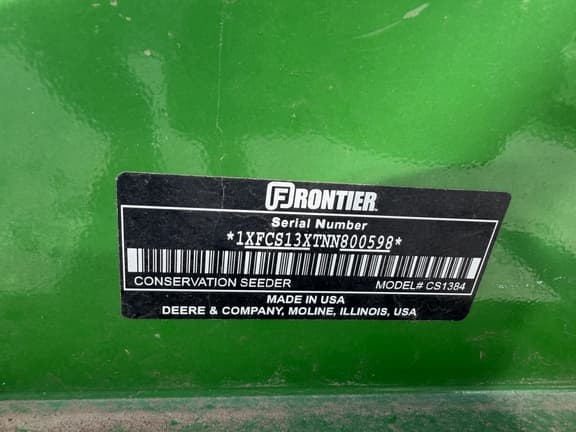 FRONTIER
Serial Number
*1XFCS13XTNN800598*
CONSERVATION SEEDER MODEL# CS1384
MADE IN USA
DEERE & COMPANY, MOLINE, ILLINOIS, USA